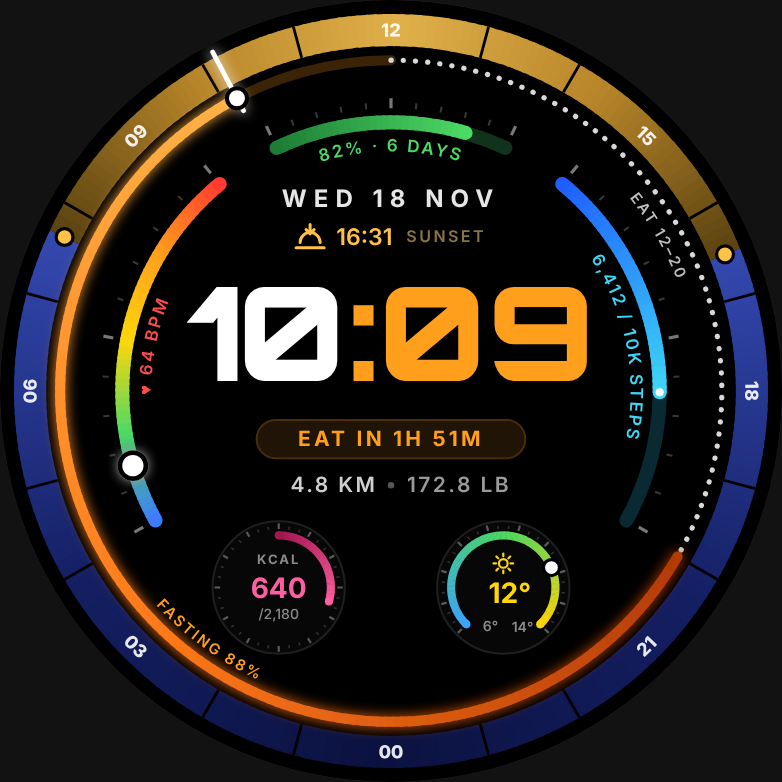 12
15
18
21
00
03
06
09
82% · 6 DAYS
WED 18 NOV
16:31 SUNSET
♥ 64 BPM
6,412 / 10K STEPS
EAT 12–20
10:09
EAT IN 1H 51M
4.8 KM • 172.8 LB
KCAL
640
/2,180
12°
6° 14°
FASTING 88%